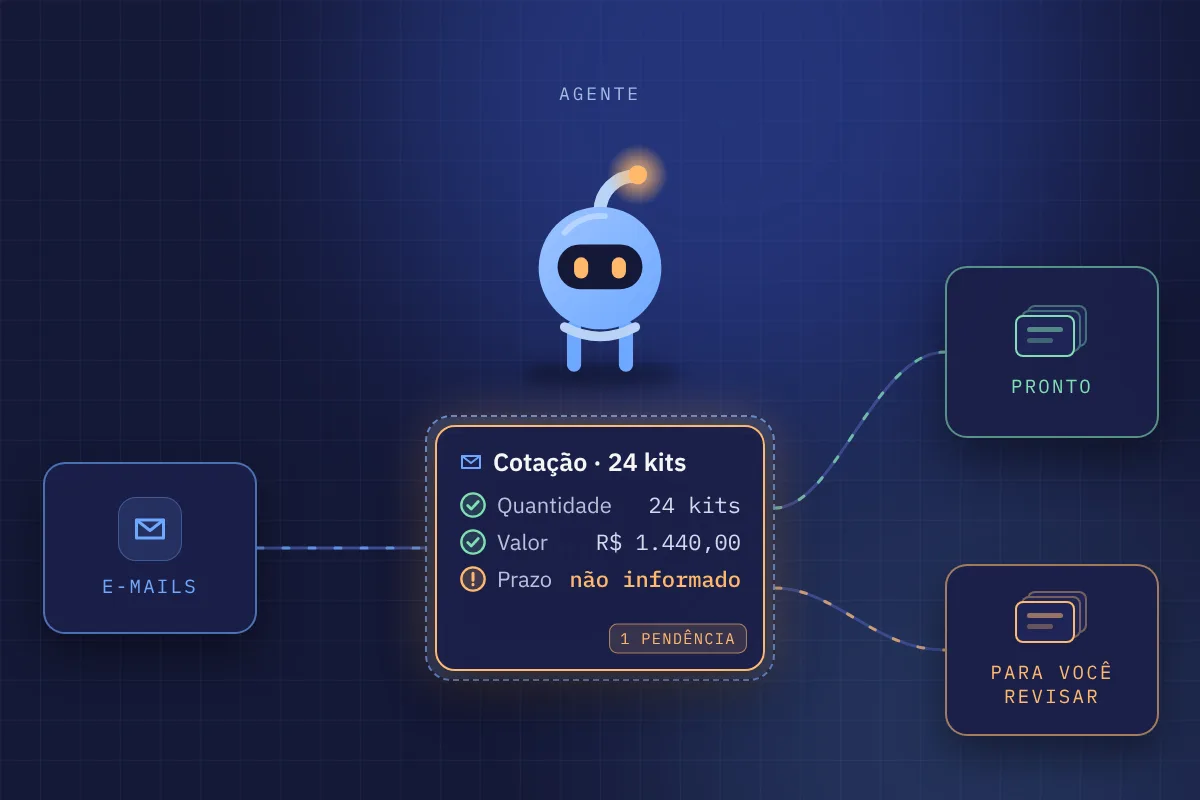 AGENTE
E-MAILS
Cotação · 24 kits
Quantidade 24 kits
Valor R$ 1.440,00
Prazo não informado
1 PENDÊNCIA
PRONTO
PARA VOCÊ
REVISAR